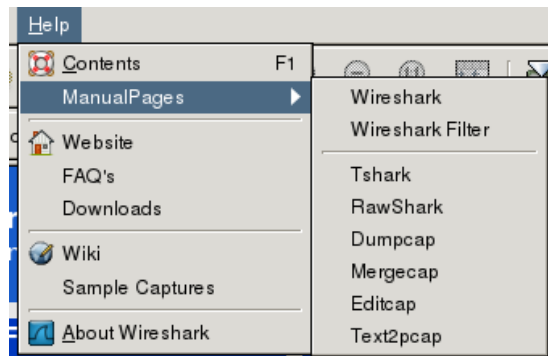 Help
Contents F1
ManualPages
Website
FAQ's
Downloads
Wiki
Sample Captures
About Wireshark
Wireshark
Wireshark Filter
Tshark
RawShark
Dumpcap
Mergecap
Editcap
Text2pcap